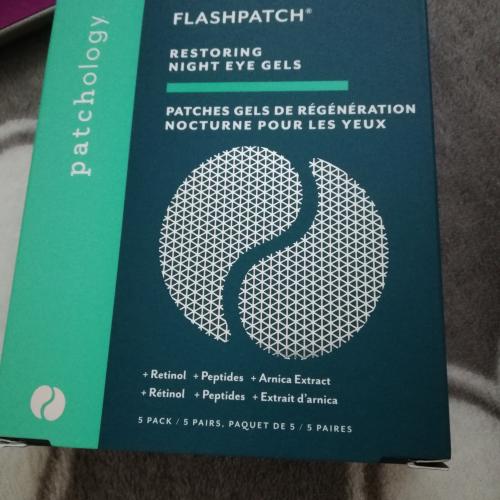 patchology
FLASHPATCH®
RESTORING
NIGHT EYE GELS
PATCHES GELS DE RÉGÉNÉRATION
NOCTURNE POUR LES YEUX
+ Retinol + Peptides + Arnica Extract
+ Rétinol + Peptides + Extrait d'arnica
5 PACK / 5 PAIRS, PAQUET DE 5 / 5 PAIRES